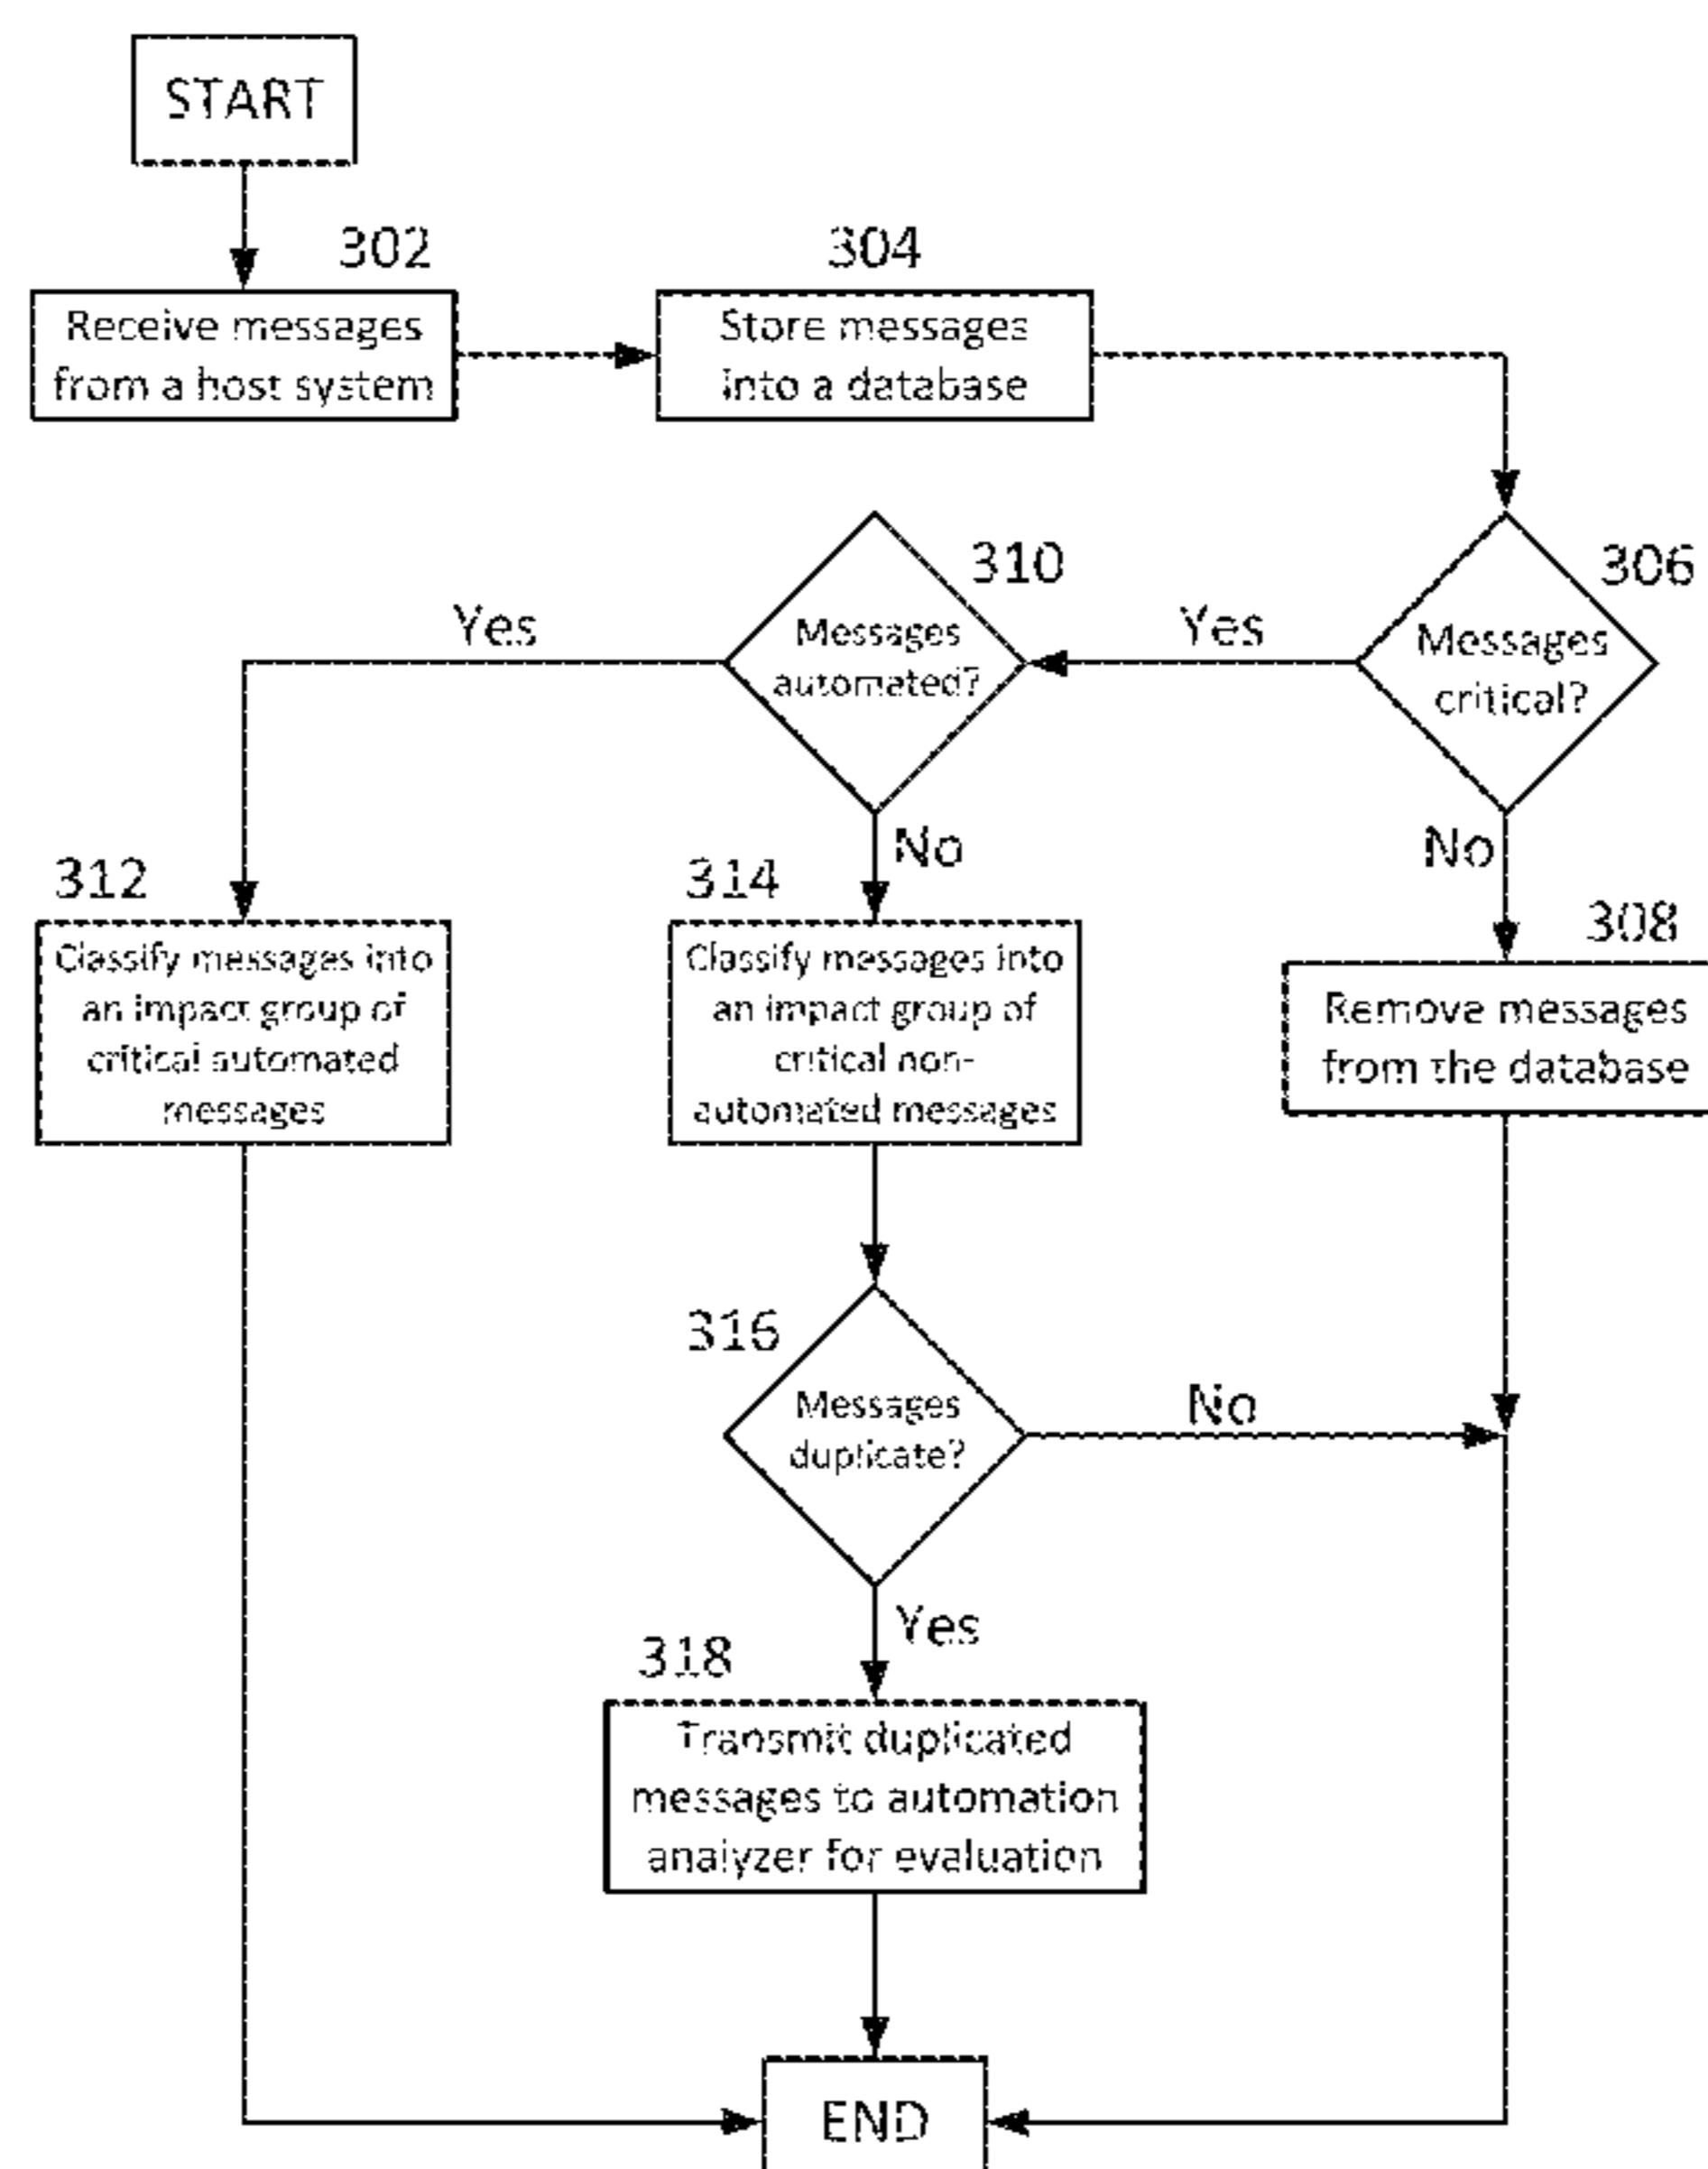 START
302
Receive messages
from a host system
304
Store messages
into a database
306
Messages
critical?
Yes
No
310
Messages
automated?
Yes
No
312
Classify messages into
an impact group of
critical automated
messages
314
Classify messages into
an impact group of
critical non-
automated messages
308
Remove messages
from the database
316
Messages
duplicate?
No
Yes
318
Transmit duplicated
messages to automation
analyzer for evaluation
END